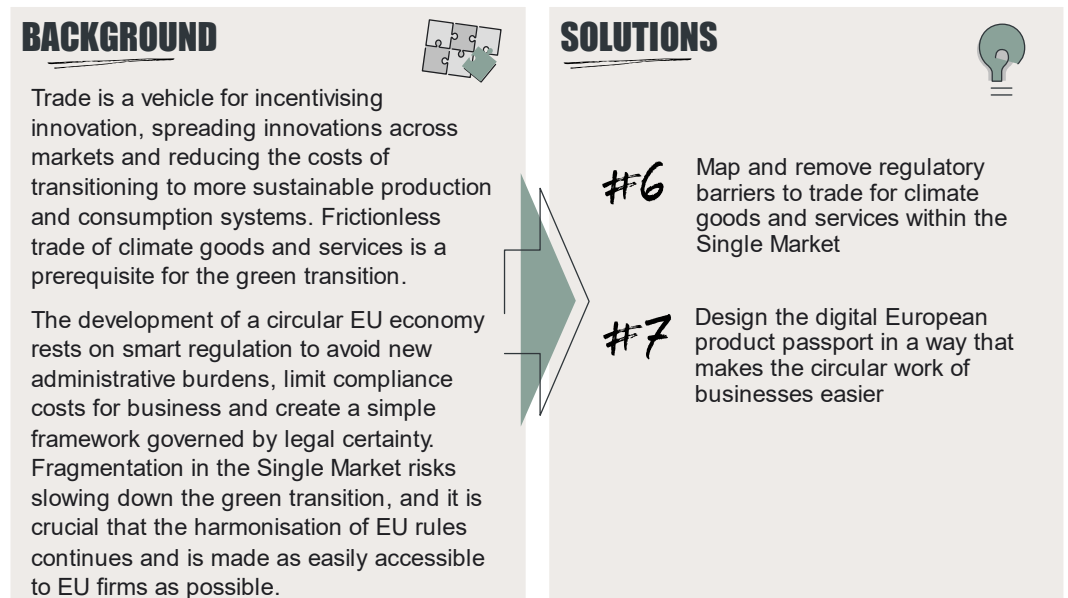 BACKGROUND
Trade is a vehicle for incentivising
innovation, spreading innovations across
markets and reducing the costs of
transitioning to more sustainable production
and consumption systems. Frictionless
trade of climate goods and services is a
prerequisite for the green transition.
The development of a circular EU economy
rests on smart regulation to avoid new
administrative burdens, limit compliance
costs for business and create a simple
framework governed by legal certainty.
Fragmentation in the Single Market risks
slowing down the green transition, and it is
crucial that the harmonisation of EU rules
continues and is made as easily accessible
to EU firms as possible.
SOLUTIONS
#6
Map and remove regulatory
barriers to trade for climate
goods and services within the
Single Market
#7
Design the digital European
product passport in a way that
makes the circular work of
businesses easier